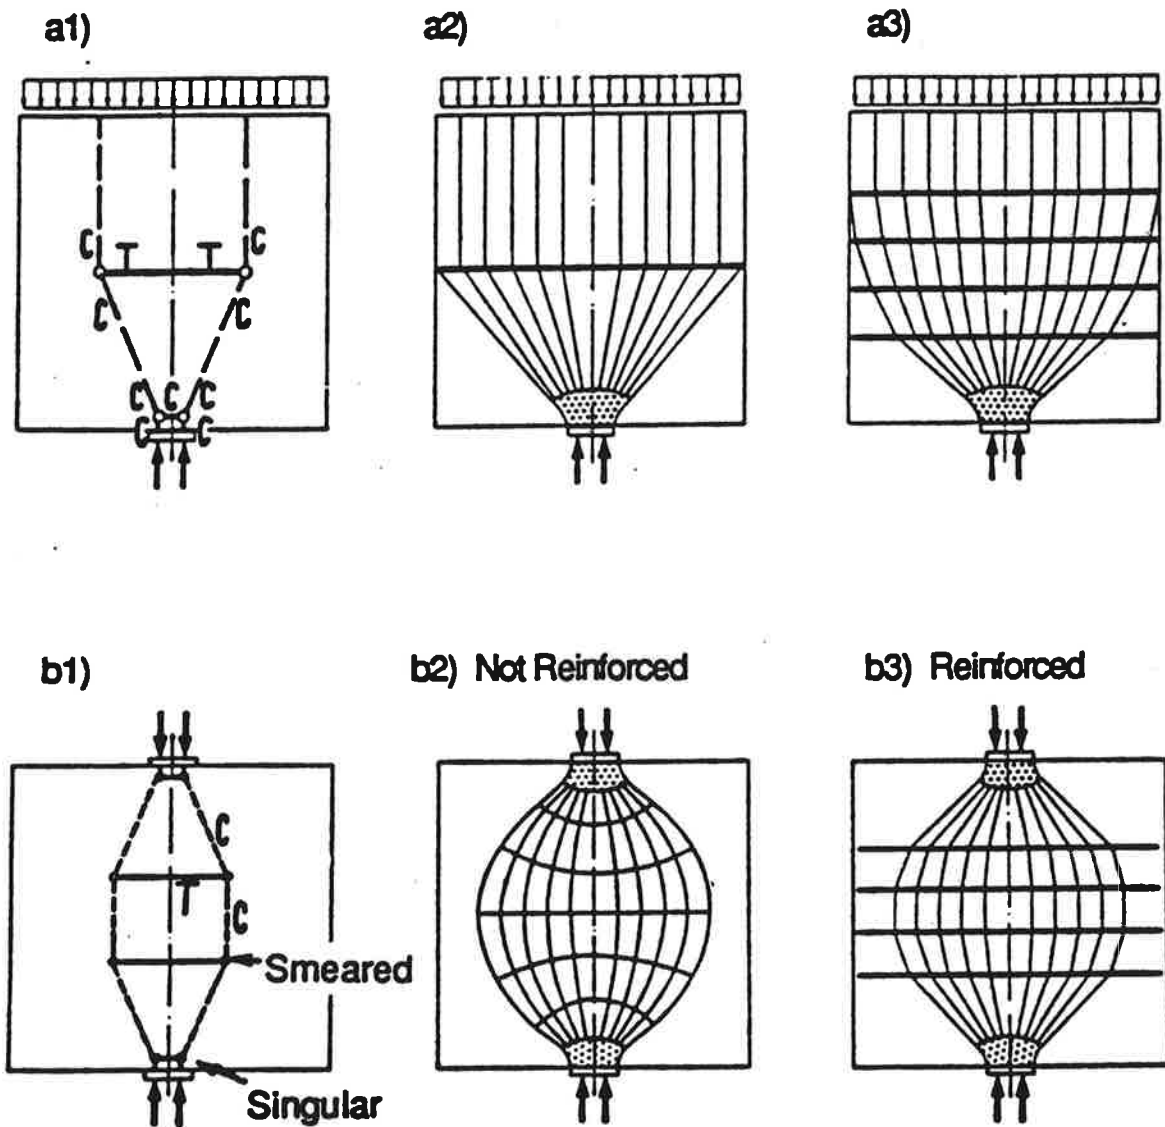 a1)
a2)
a3)
C
T
T
C
C
C
C
C
C
C
C
b1)
b2) Not Reinforced
b3) Reinforced
C
T
C
Smeared
Singular